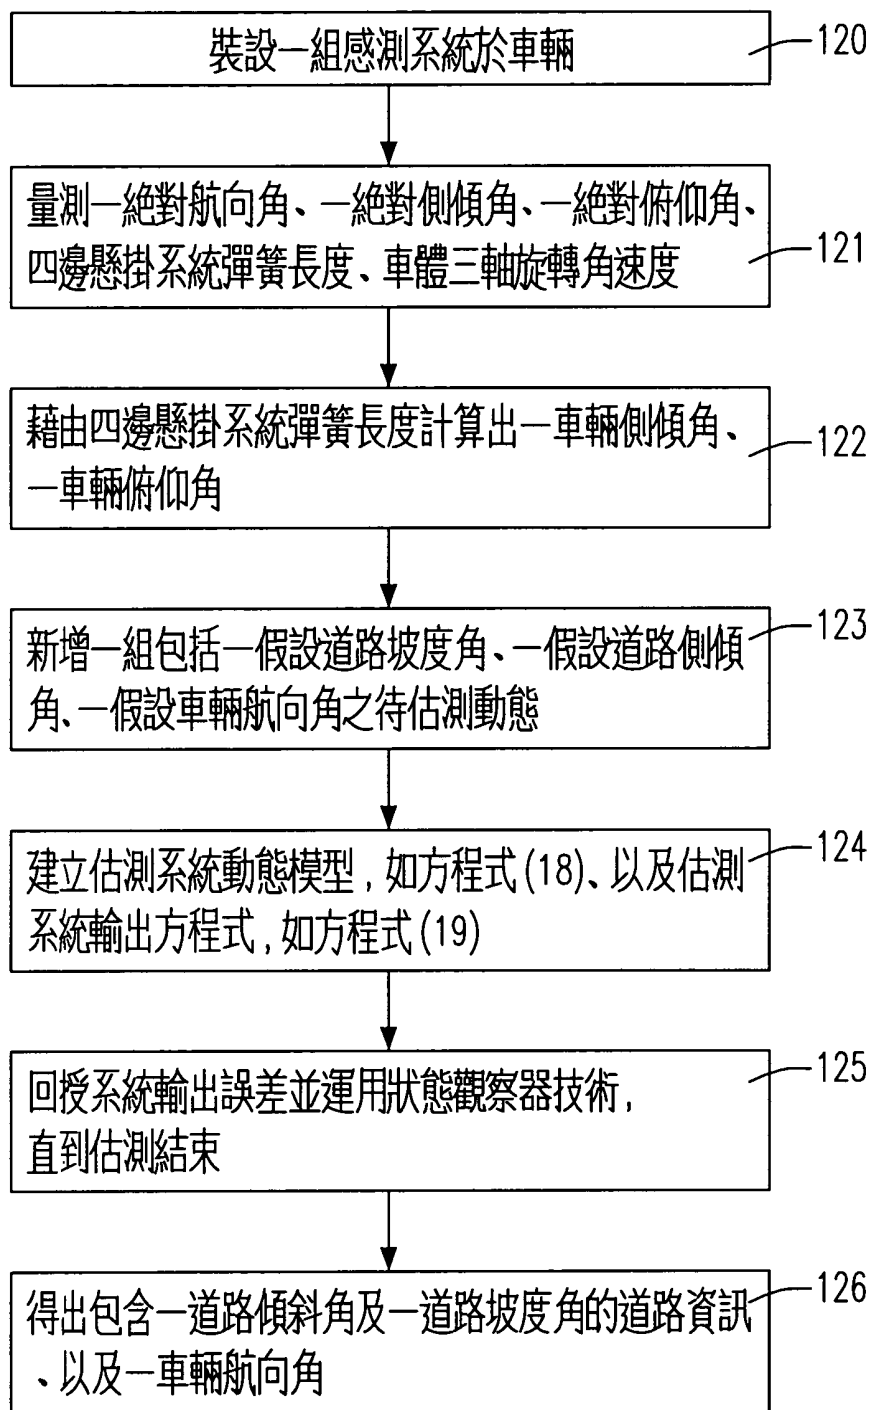 裝設一組感測系統於車輛
120
量測一絕對航向角、一絕對側傾角、一絕對俯仰角、
四邊懸掛系統彈簧長度、車體三軸旋轉角速度
121
藉由四邊懸掛系統彈簧長度計算出一車輛側傾角、
一車輛俯仰角
122
新增一組包括一假設道路坡度角、一假設道路側傾
角、一假設車輛航向角之待估測動態
123
建立估測系統動態模型,如方程式(18)、以及估測
系統輸出方程式,如方程式(19)
124
回授系統輸出誤差並運用狀態觀察器技術,
直到估測結束
125
得出包含一道路傾斜角及一道路坡度角的道路資訊
、以及一車輛航向角
126